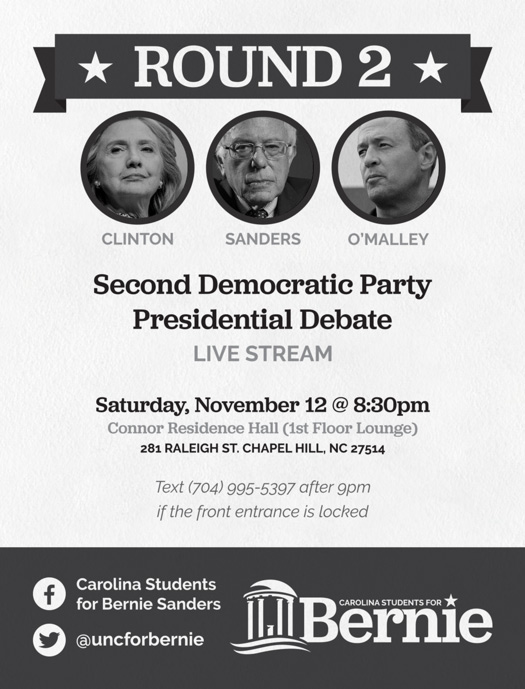 ★ ROUND 2 ★
CLINTON
SANDERS
O'MALLEY
Second Democratic Party
Presidential Debate
LIVE STREAM
Saturday, November 12 @ 8:30pm
Connor Residence Hall (1st Floor Lounge)
281 RALEIGH ST. CHAPEL HILL, NC 27514
Text (704) 995-5397 after 9pm
if the front entrance is locked
Carolina Students
for Bernie Sanders
@uncforbernie
CAROLINA STUDENTS FOR
Bernie